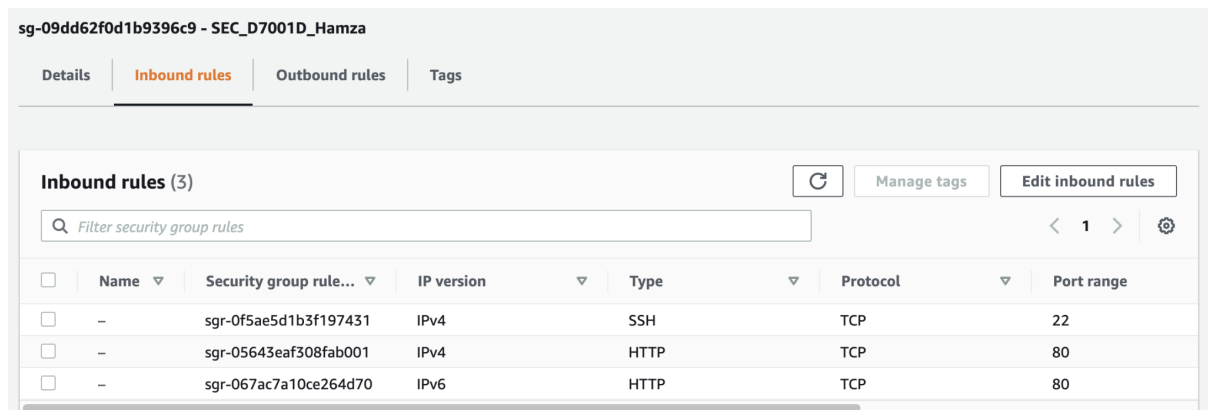 sg-09dd62f0d1b9396c9 - SEC_D7001D_Hamza
Details Inbound rules Outbound rules Tags
Inbound rules (3) Manage tags Edit inbound rules
Filter security group rules 1
Name Security group rule... IP version Type Protocol Port range
– sgr-0f5ae5d1b3f197431 IPv4 SSH TCP 22
– sgr-05643eaf308fab001 IPv4 HTTP TCP 80
– sgr-067ac7a10ce264d70 IPv6 HTTP TCP 80